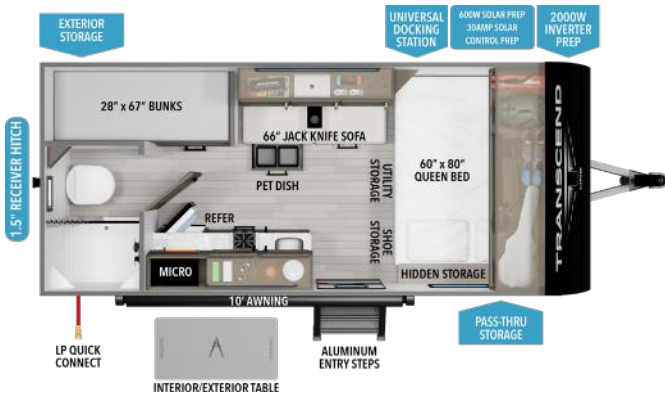 EXTERIOR
STORAGE
UNIVERSAL
DOCKING
STATION
600W SOLAR PREP
30AMP SOLAR
CONTROL PREP
2000W
INVERTER
PREP
28" x 67" BUNKS
66" JACK KNIFE SOFA
60" x 80"
QUEEN BED
PET DISH
UTILITY
STORAGE
SHOE
STORAGE
REFER
MICRO
HIDDEN STORAGE
TRANSCEND
1.5" RECEIVER HITCH
10' AWNING
LP QUICK
CONNECT
INTERIOR/EXTERIOR TABLE
ALUMINUM
ENTRY STEPS
PASS-THRU
STORAGE